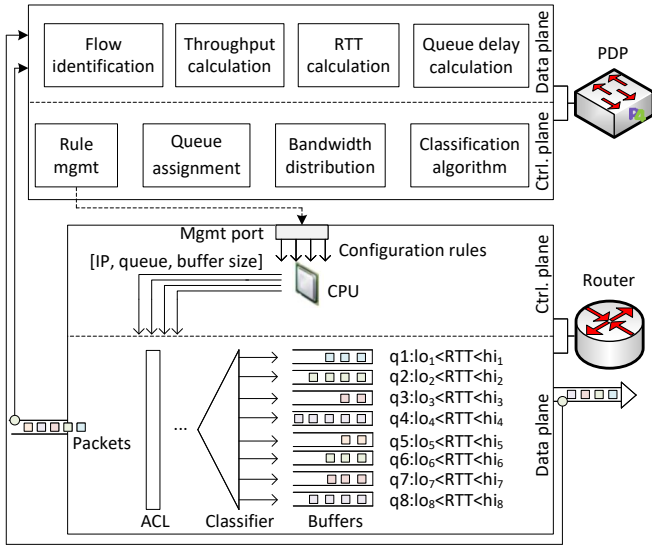 Flow
identification
Throughput
calculation
RTT
calculation
Queue delay
calculation
Data plane
PDP
P4
Rule
mgmt
Queue
assignment
Bandwidth
distribution
Classification
algorithm
Ctrl. plane
Mgmt port
Configuration rules
[IP, queue, buffer size]
CPU
Ctrl. plane
Router
q1:lo₁<RTT<hi₁
q2:lo₂<RTT<hi₂
q3:lo₃<RTT<hi₃
q4:lo₄<RTT<hi₄
q5:lo₅<RTT<hi₅
q6:lo₆<RTT<hi₆
q7:lo₇<RTT<hi₇
q8:lo₈<RTT<hi₈
Data plane
Packets
...
ACL
Classifier
Buffers